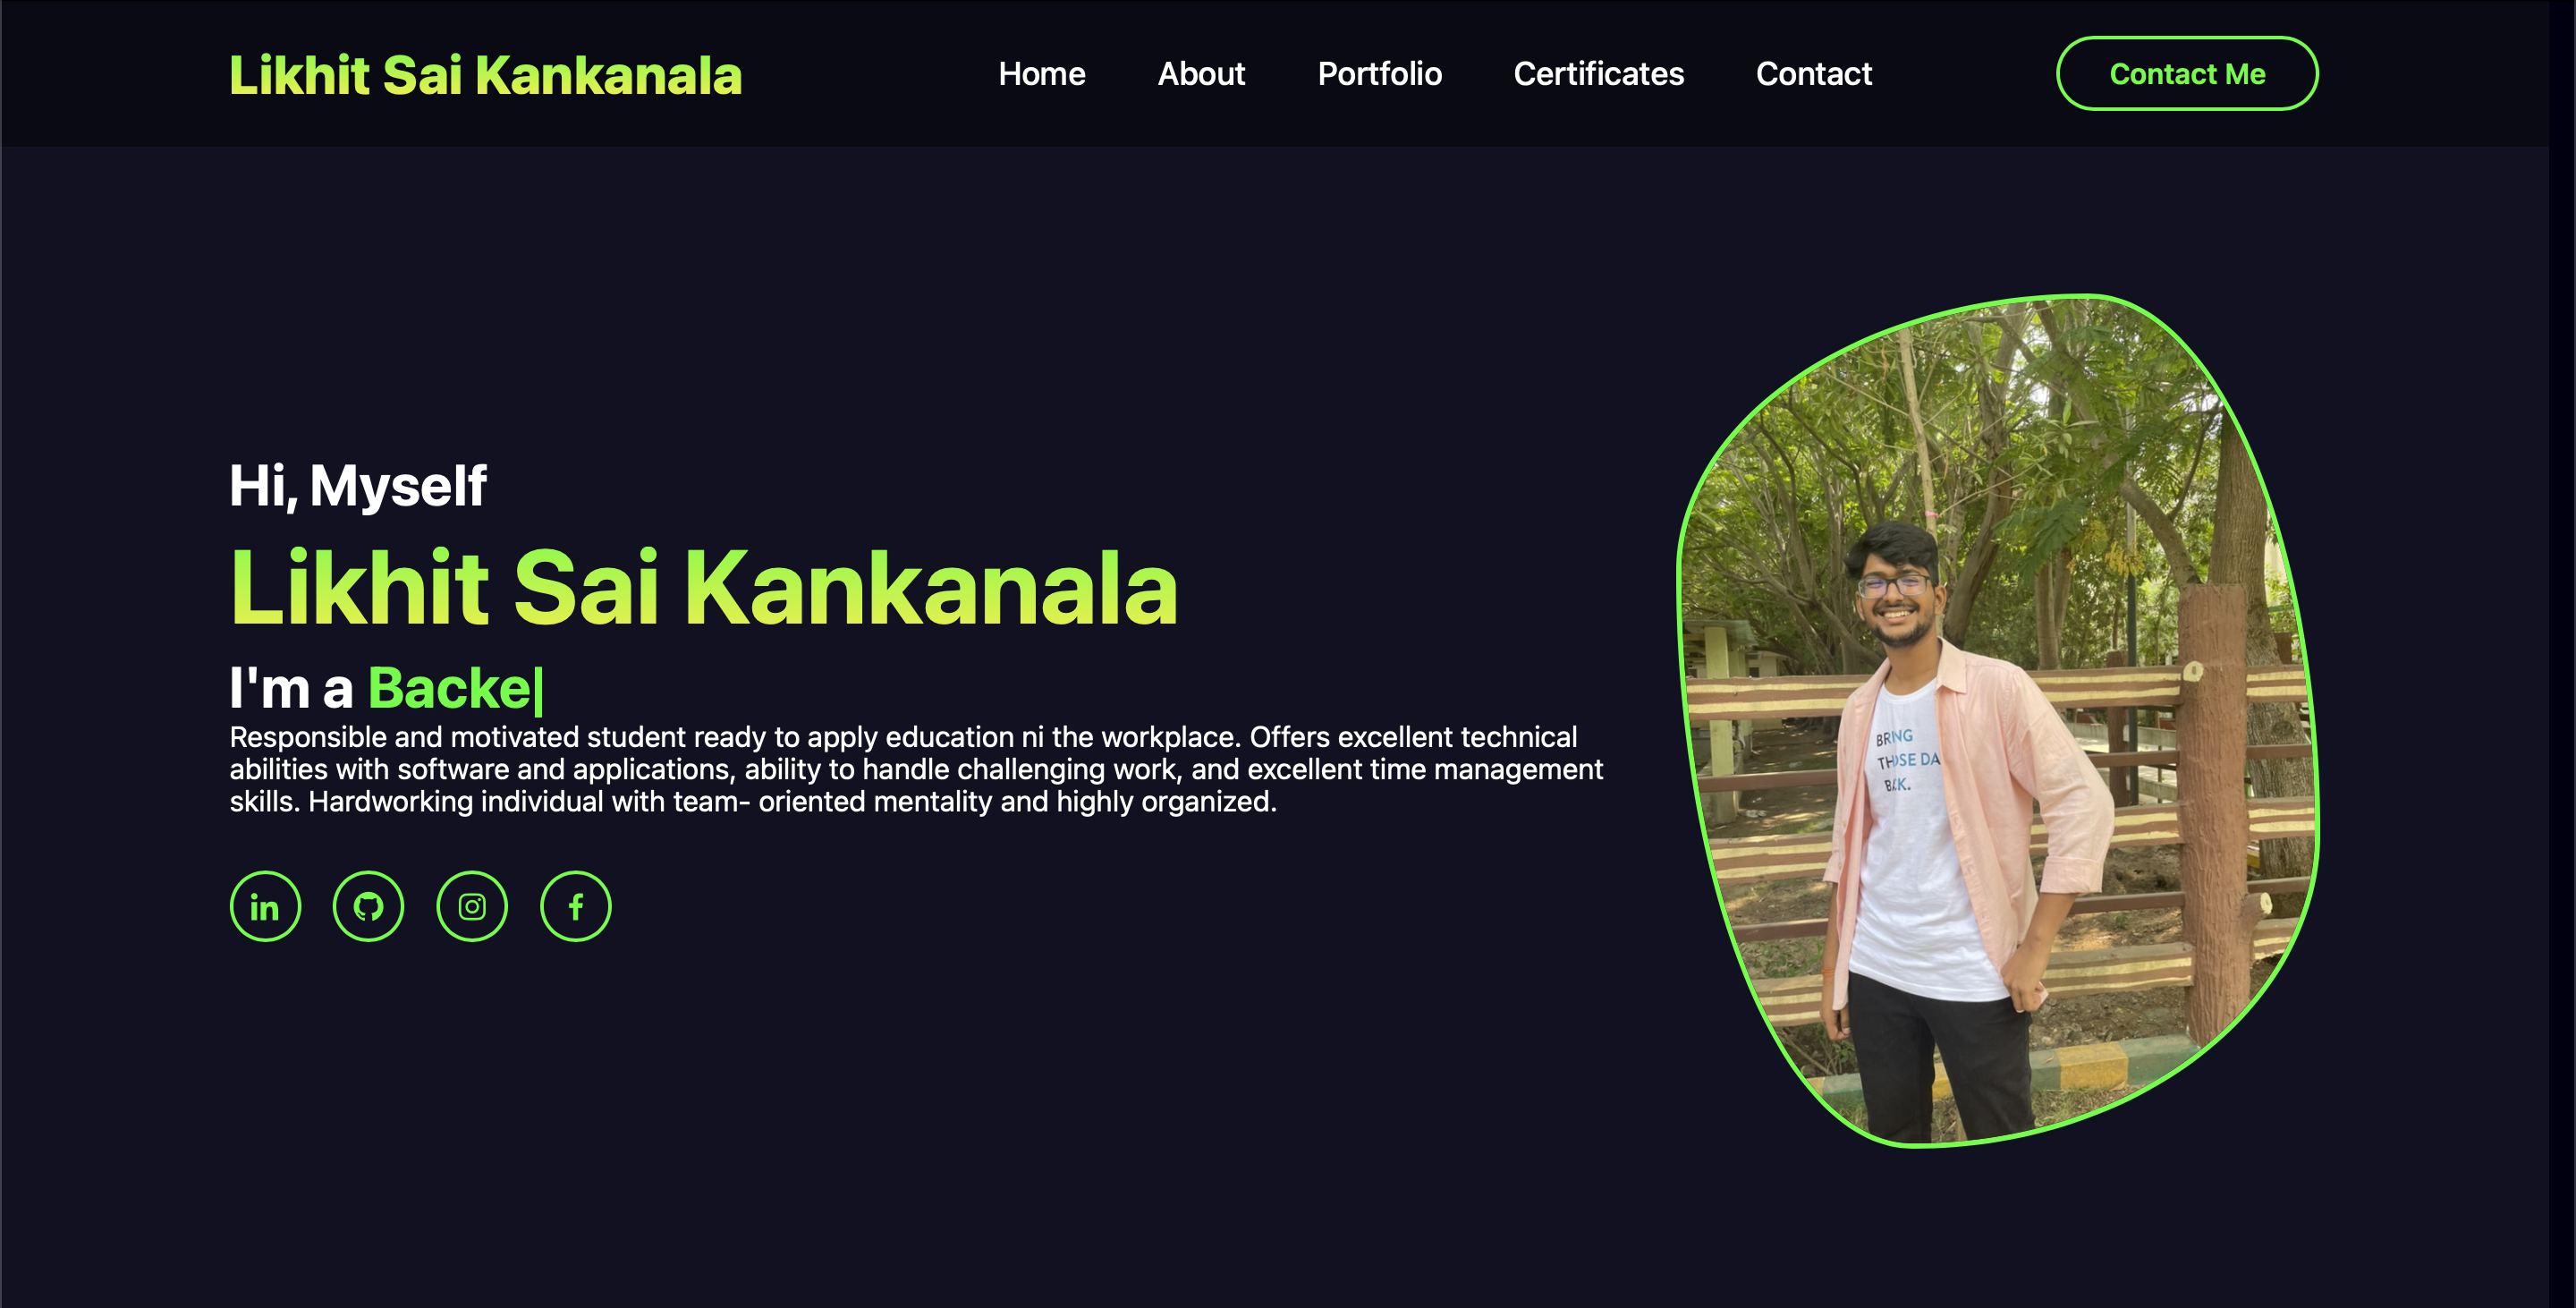 Likhit Sai Kankanala
Home About Portfolio Certificates Contact
Contact Me
Hi, Myself
Likhit Sai Kankanala
I'm a Backe
Responsible and motivated student ready to apply education ni the workplace. Offers excellent technical
abilities with software and applications, ability to handle challenging work, and excellent time management
skills. Hardworking individual with team- oriented mentality and highly organized.
in
f
BRING
THOSE DA
BACK.